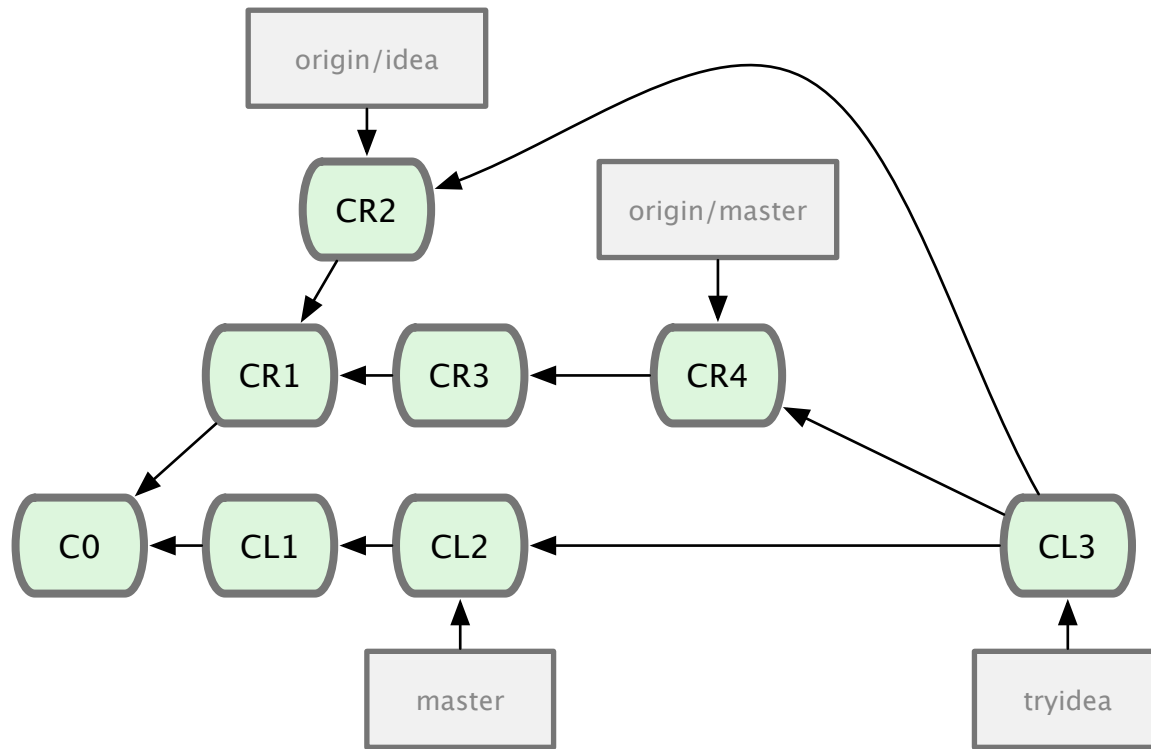 origin/idea
CR2
origin/master
CR1
CR3
CR4
C0
CL1
CL2
CL3
master
tryidea